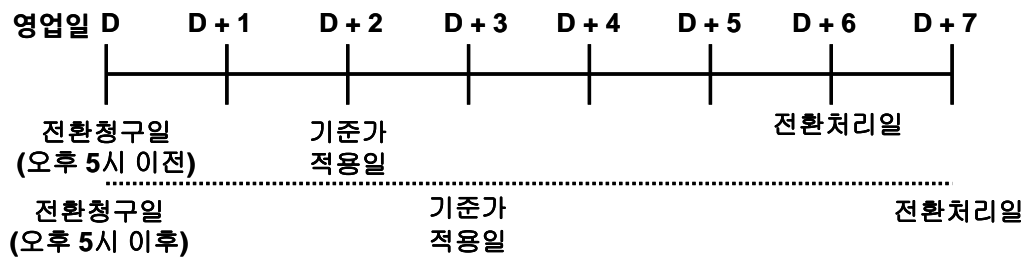 영업일 D D + 1 D + 2 D + 3 D + 4 D + 5 D + 6 D + 7
전환청구일 기준가 전환처리일
(오후 5시 이전) 적용일
전환청구일 기준가 전환처리일
(오후 5시 이후) 적용일